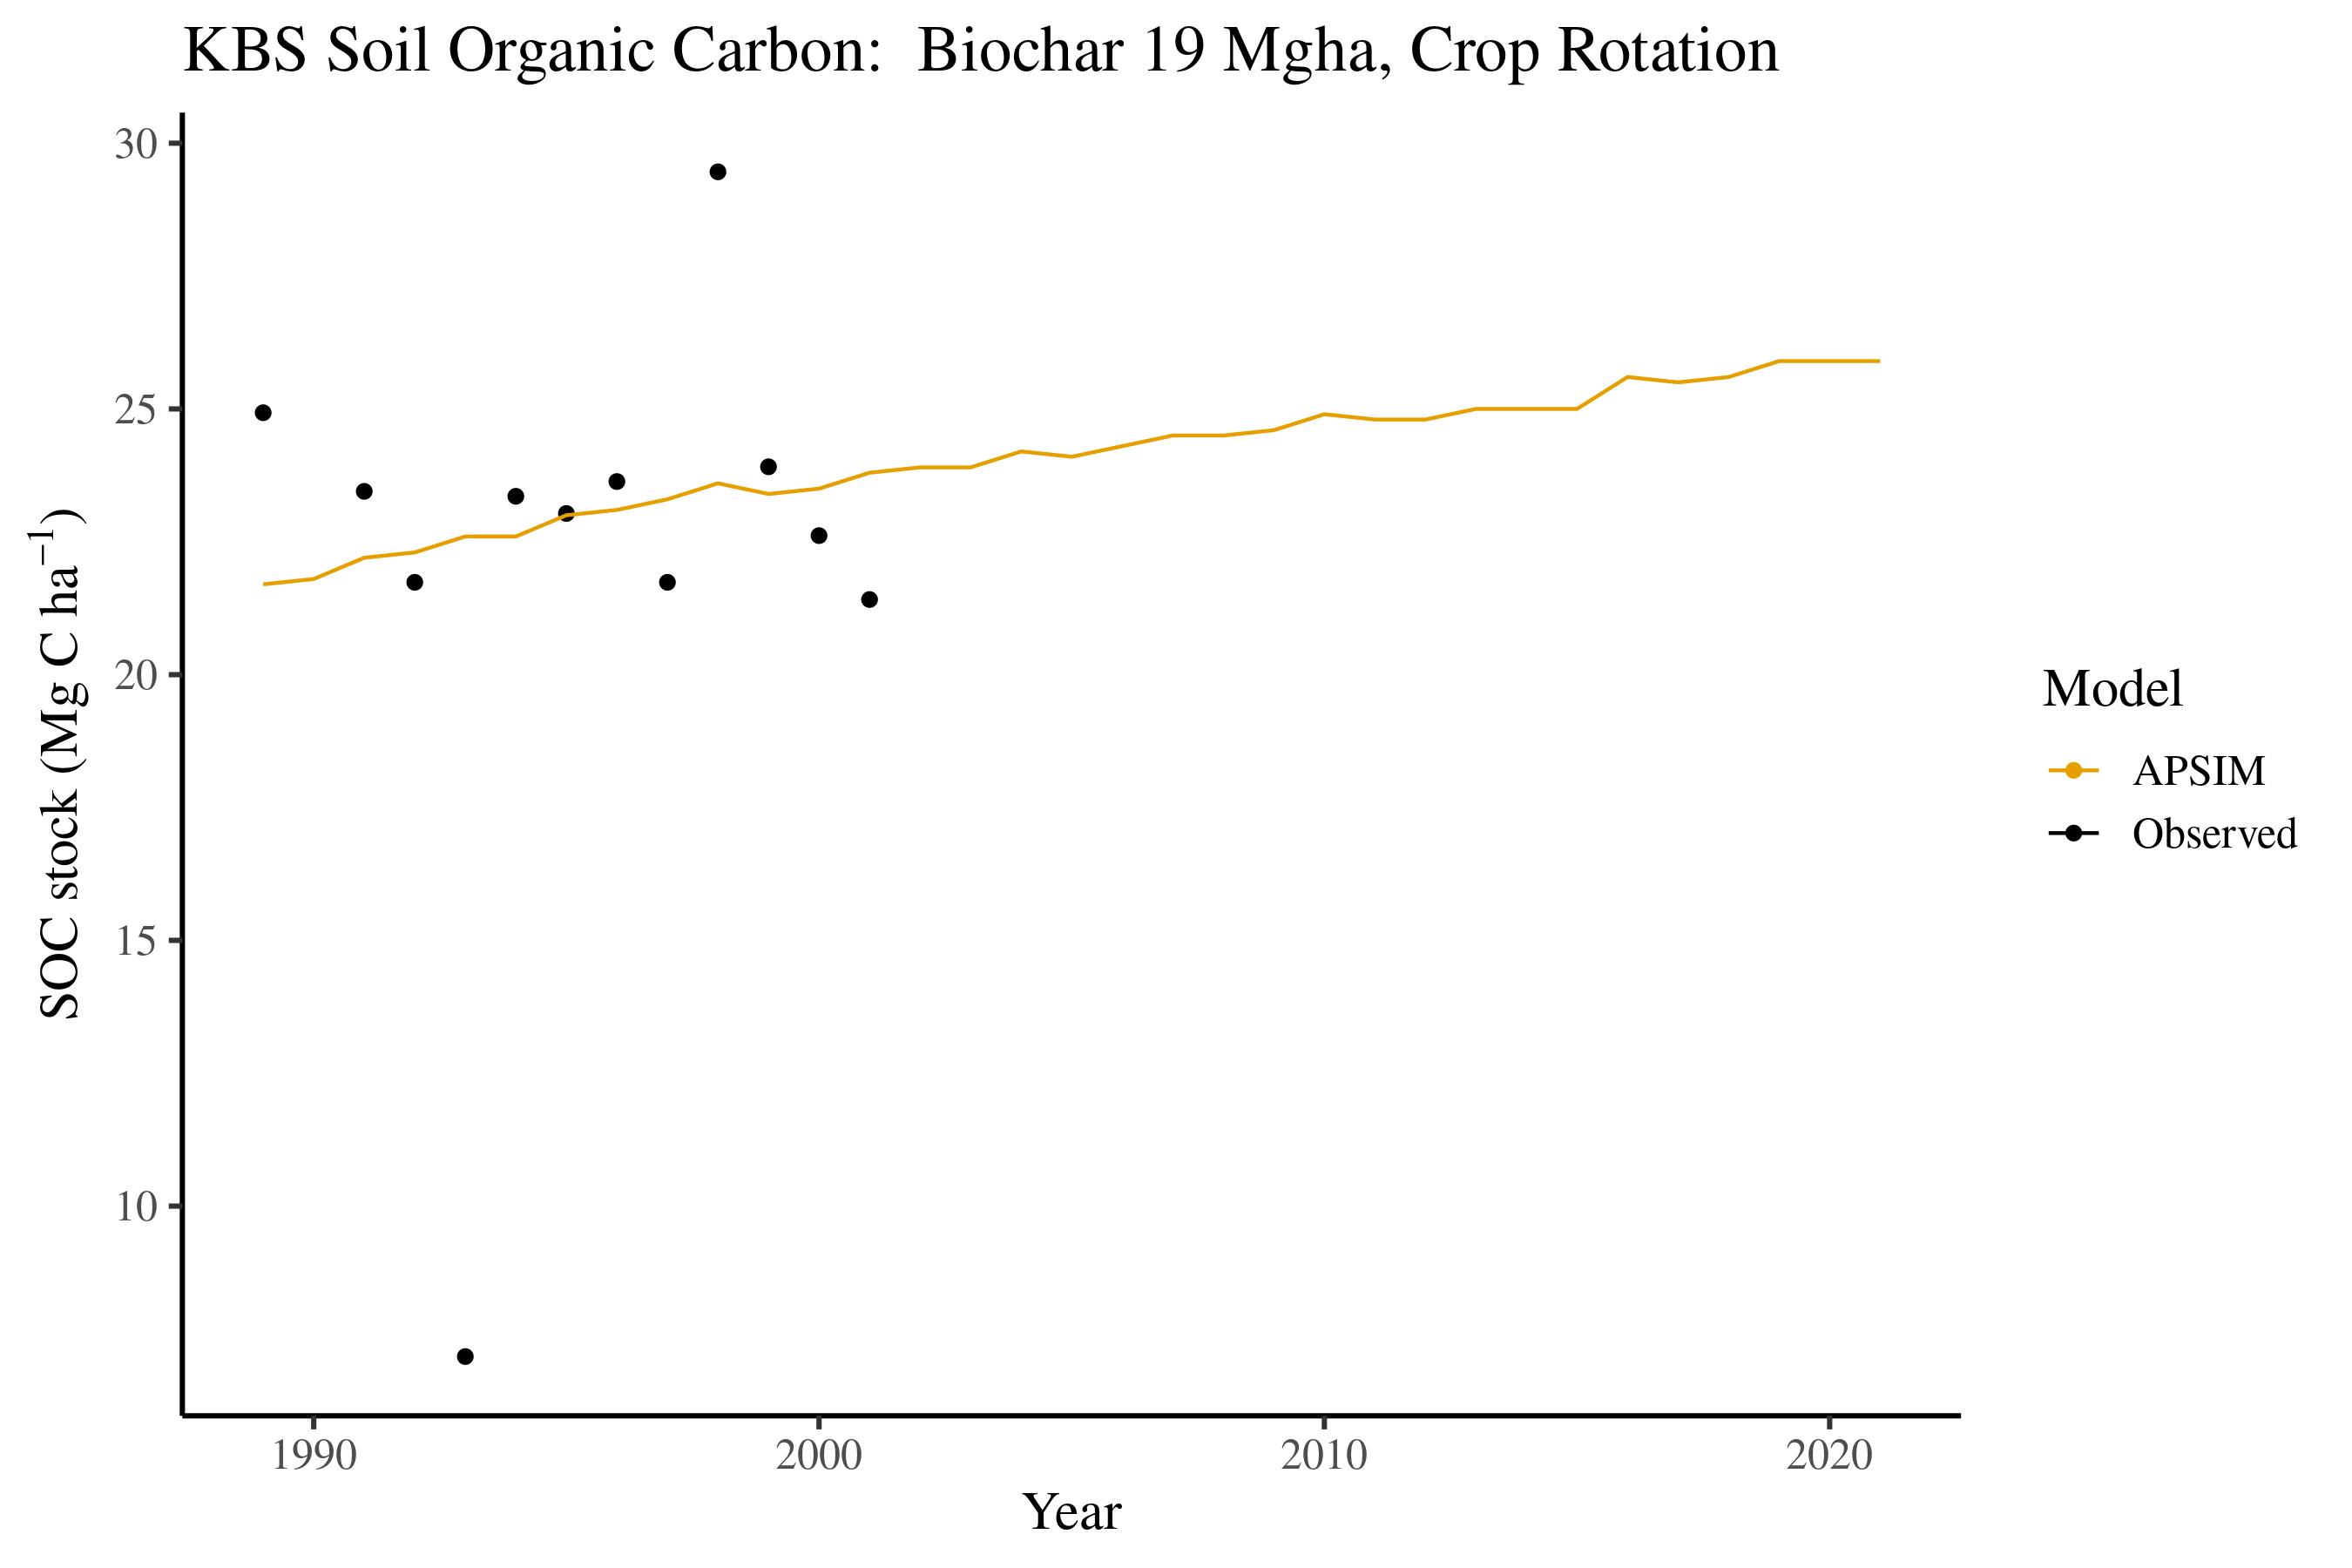 KBS Soil Organic Carbon:  Biochar 19 Mgha, Crop Rotation
SOC stock (Mg C ha⁻¹)
30
25
20
15
10
1990
2000
2010
2020
Year
Model
APSIM
Observed